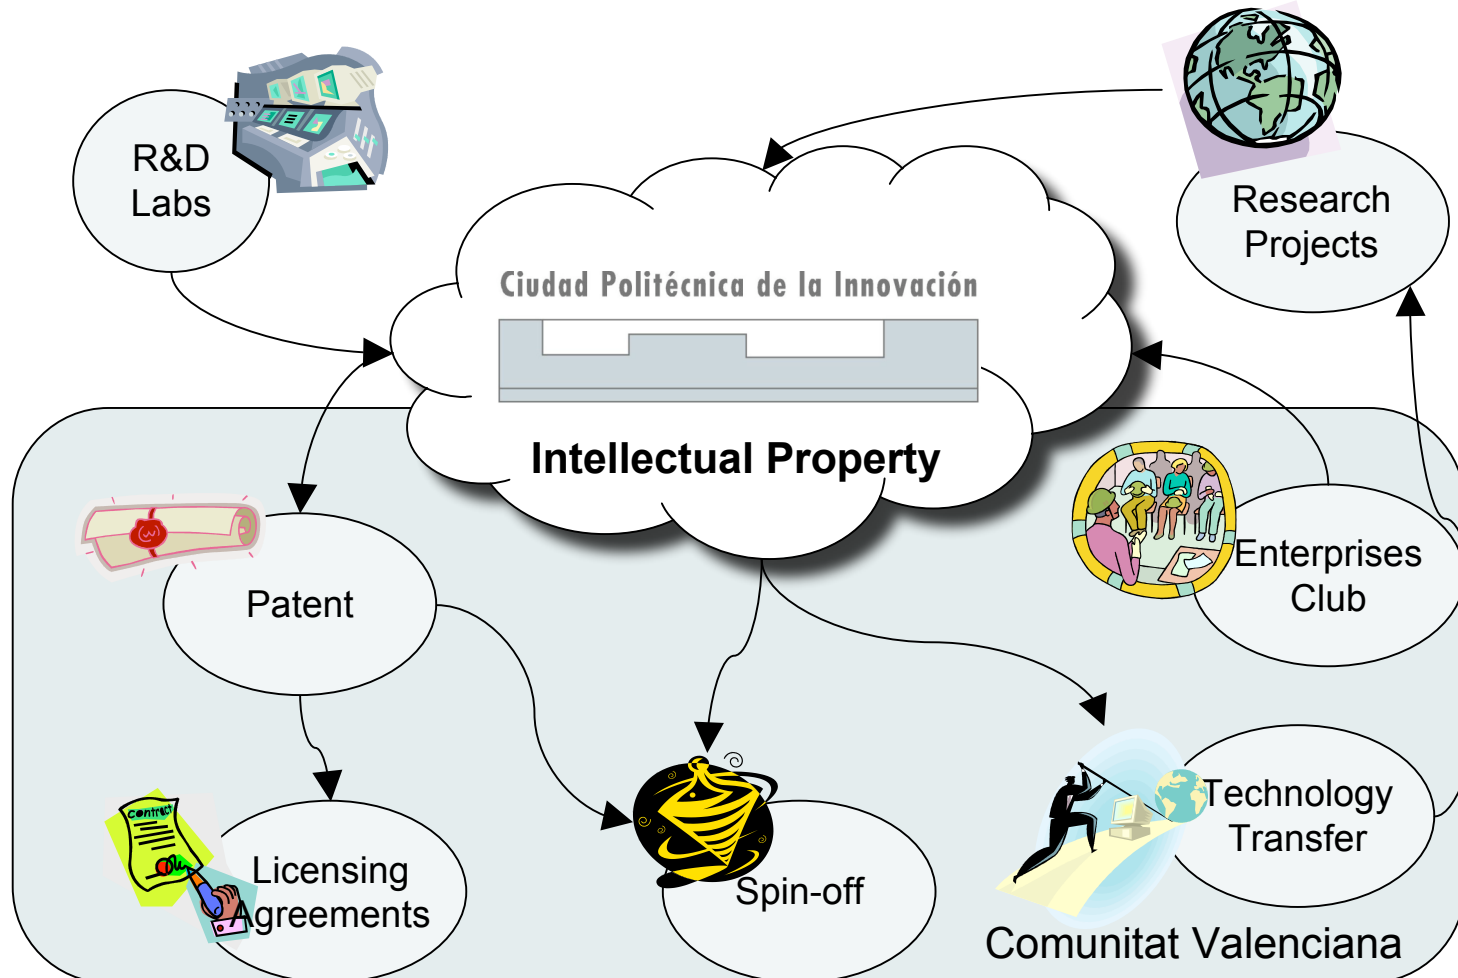 R&D
Labs
Research
Projects
Ciudad Politécnica de la Innovación
Intellectual Property
Enterprises
Club
Patent
Technology
Transfer
contract
Licensing
Agreements
Spin-off
Comunitat Valenciana